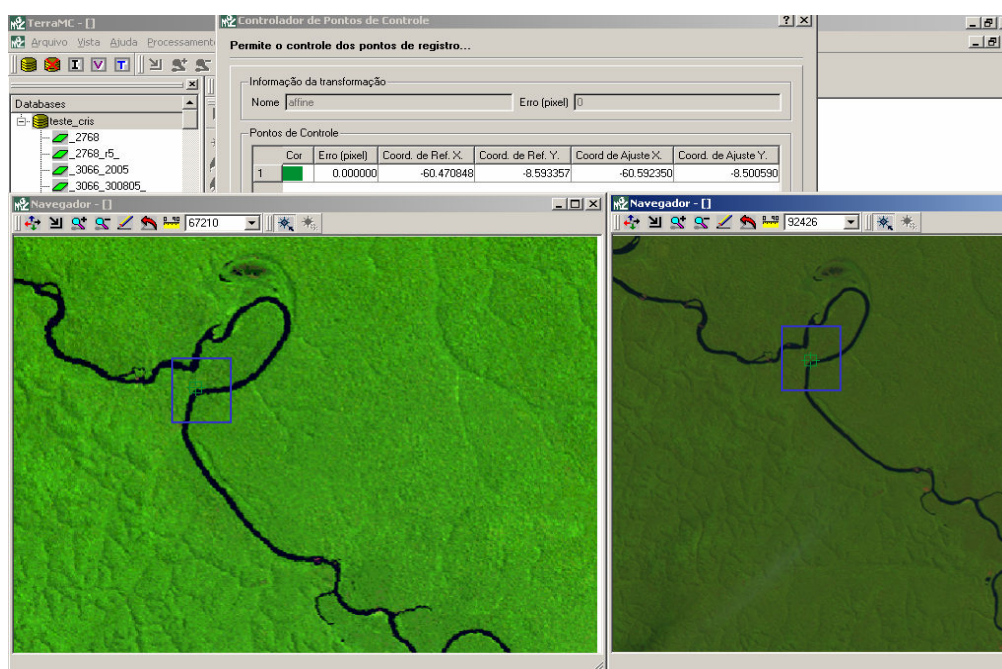 TerraMC - []
Controlador de Pontos de Controle
Arquivo Vista Ajuda Processament
Permite o controle dos pontos de registro...
I V T
Informação da transformação
Nome affine Erro (pixel) 0
Databases
teste_cris
_2768
_2768_r5_
_3066_2005
_3066_300805_
Pontos de Controle
Cor Erro (pixel) Coord. de Ref. X. Coord. de Ref. Y. Coord de Ajuste X. Coord. de Ajuste Y.
1 0.000000 -60.470848 -8.593357 -60.592350 -8.500590
Navegador - []
67210
Navegador - []
92426